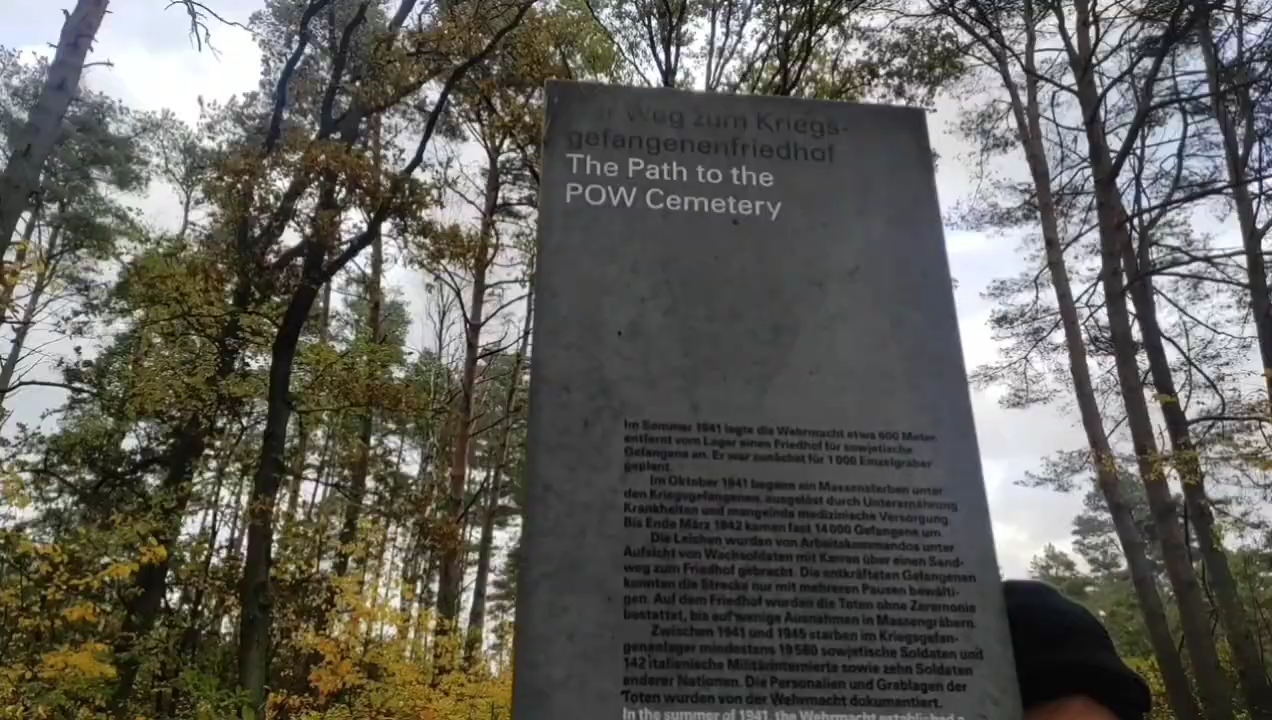 Weg zum Kriegs-
gefangenenfriedhof
The Path to the
POW Cemetery
Im Sommer 1941 legte die Wehrmacht etwa 600 Meter
entfernt vom Lager einen Friedhof für sowjetische
Gefangene an. Er war zunächst für 1 000 Einzelgräber
geplant.
Im Oktober 1941 begann ein Massensterben unter
den Kriegsgefangenen, ausgelöst durch Unterernährung
Krankheiten und mangelnde medizinische Versorgung.
Bis Ende März 1942 kamen fast 14 000 Gefangene um.
Die Leichen wurden von Arbeitskommandos unter
Aufsicht von Wachsoldaten mit Karren über einen Sand-
weg zum Friedhof gebracht. Die entkräfteten Gefangenen
konnten die Strecke nur mit mehreren Pausen bewälti-
gen. Auf dem Friedhof wurden die Toten ohne Zeremonie
bestattet, bis auf wenige Ausnahmen in Massengräbern.
Zwischen 1941 und 1945 starben im Kriegsgefan-
genenlager mindestens 19 580 sowjetische Soldaten und
142 italienische Militärinternierte sowie zehn Soldaten
anderer Nationen. Die Personalien und Grablagen der
Toten wurden von der Wehrmacht dokumentiert.
In the summer of 1941, the Wehrmacht established a